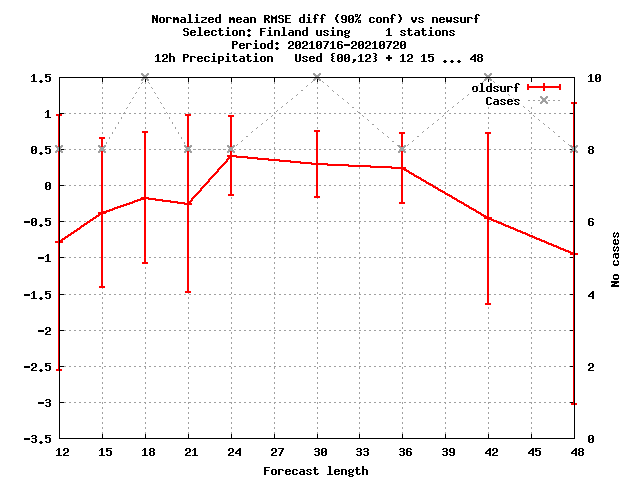 Normalized mean RMSE diff (90% conf) vs newsurf
Selection: Finland using     1 stations
Period: 20210716-20210720
12h Precipitation   Used {00,12} + 12 15 ... 48
oldsurf
Cases
1.5
1
0.5
0
-0.5
-1
-1.5
-2
-2.5
-3
-3.5
10
8
6
4
2
0
No cases
12 15 18 21 24 27 30 33 36 39 42 45 48
Forecast length